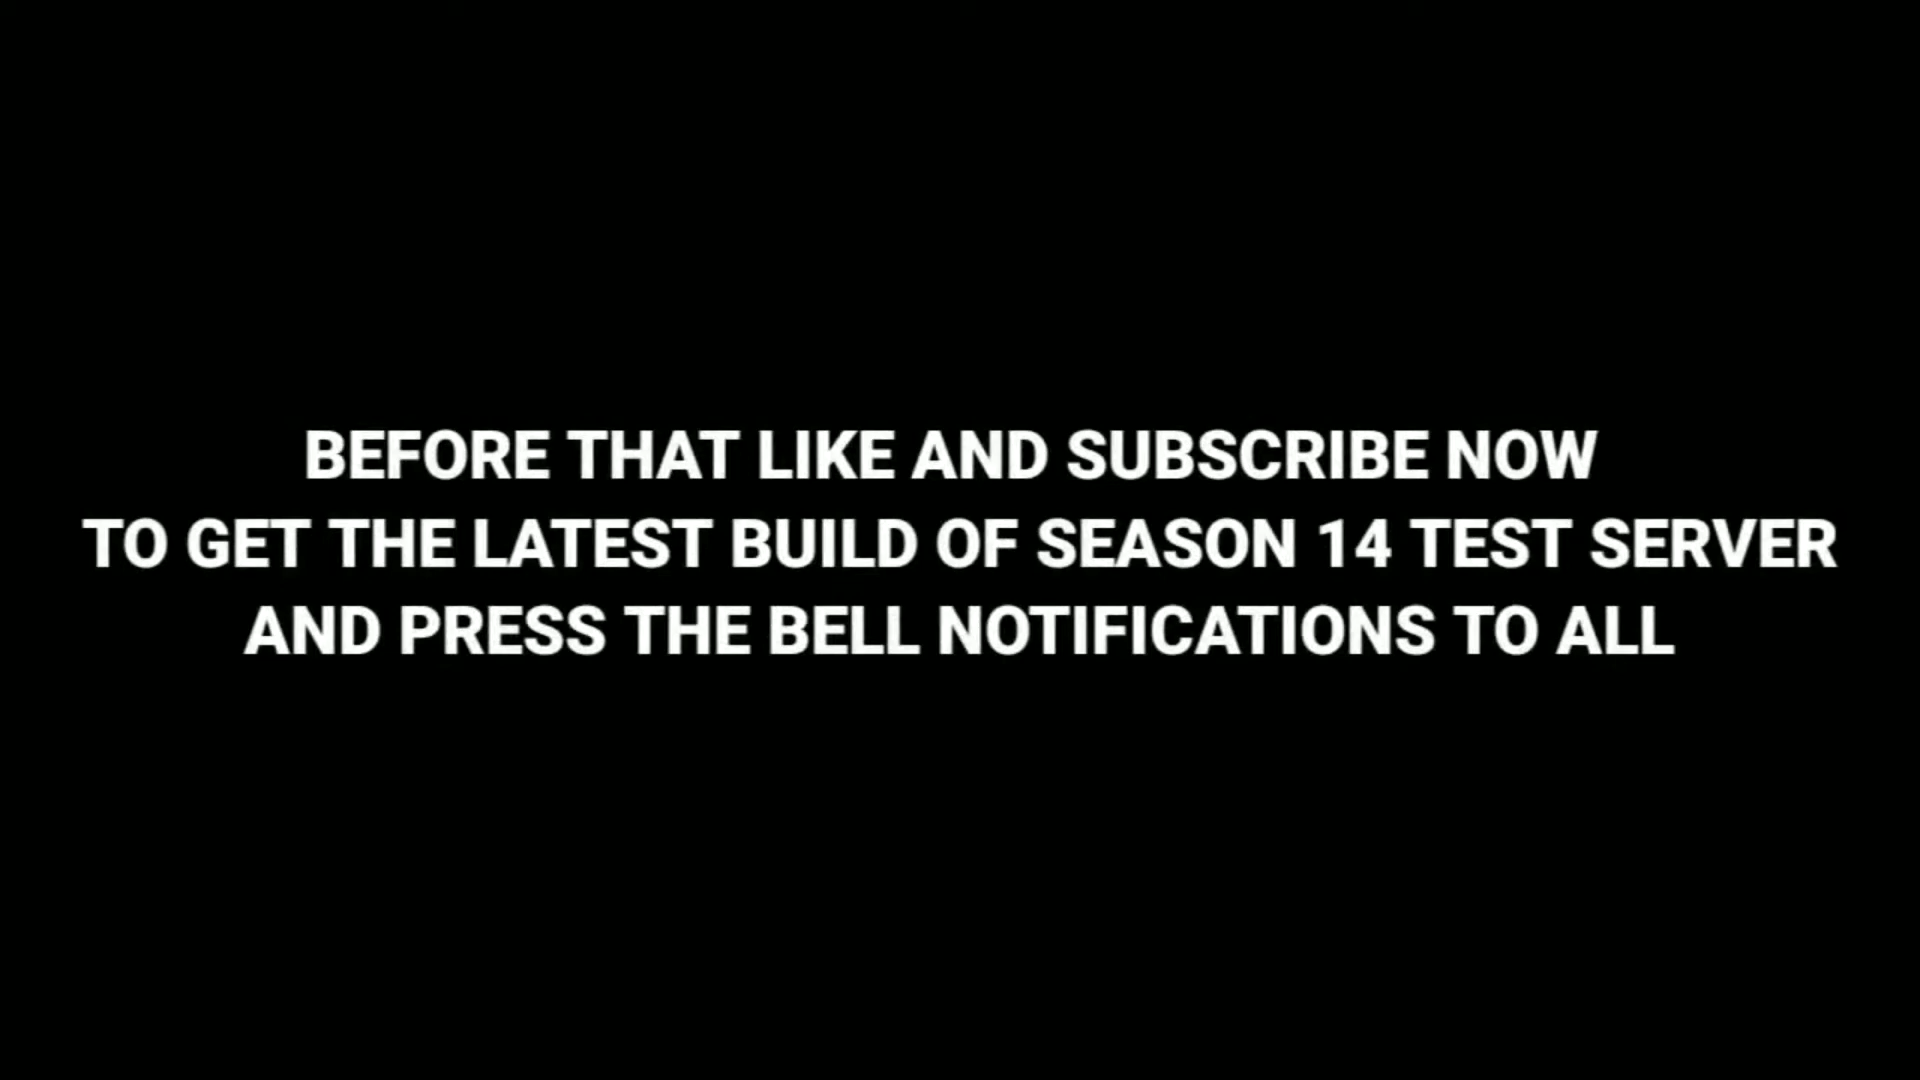 BEFORE THAT LIKE AND SUBSCRIBE NOW
TO GET THE LATEST BUILD OF SEASON 14 TEST SERVER
AND PRESS THE BELL NOTIFICATIONS TO ALL